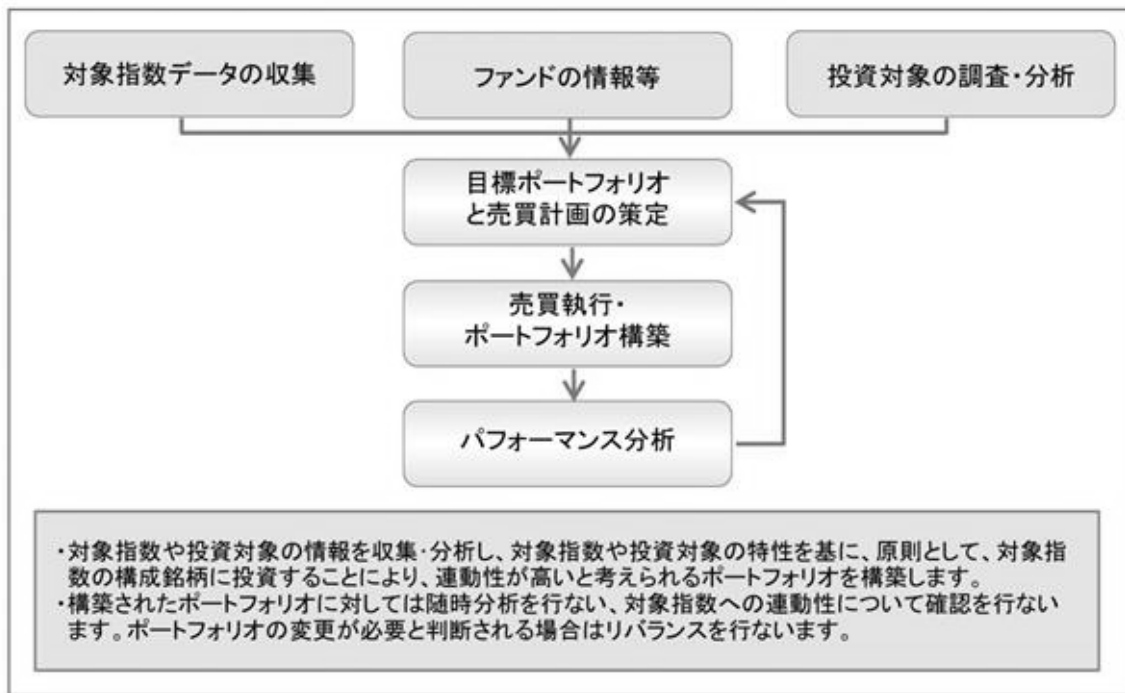 対象指数データの収集
ファンドの情報等
投資対象の調査・分析
目標ポートフォリオ
と売買計画の策定
売買執行・
ポートフォリオ構築
パフォーマンス分析
・対象指数や投資対象の情報を収集・分析し、対象指数や投資対象の特性を基に、原則として、対象指
数の構成銘柄に投資することにより、連動性が高いと考えられるポートフォリオを構築します。
・構築されたポートフォリオに対しては随時分析を行ない、対象指数への連動性について確認を行ない
ます。ポートフォリオの変更が必要と判断される場合はリバランスを行ないます。